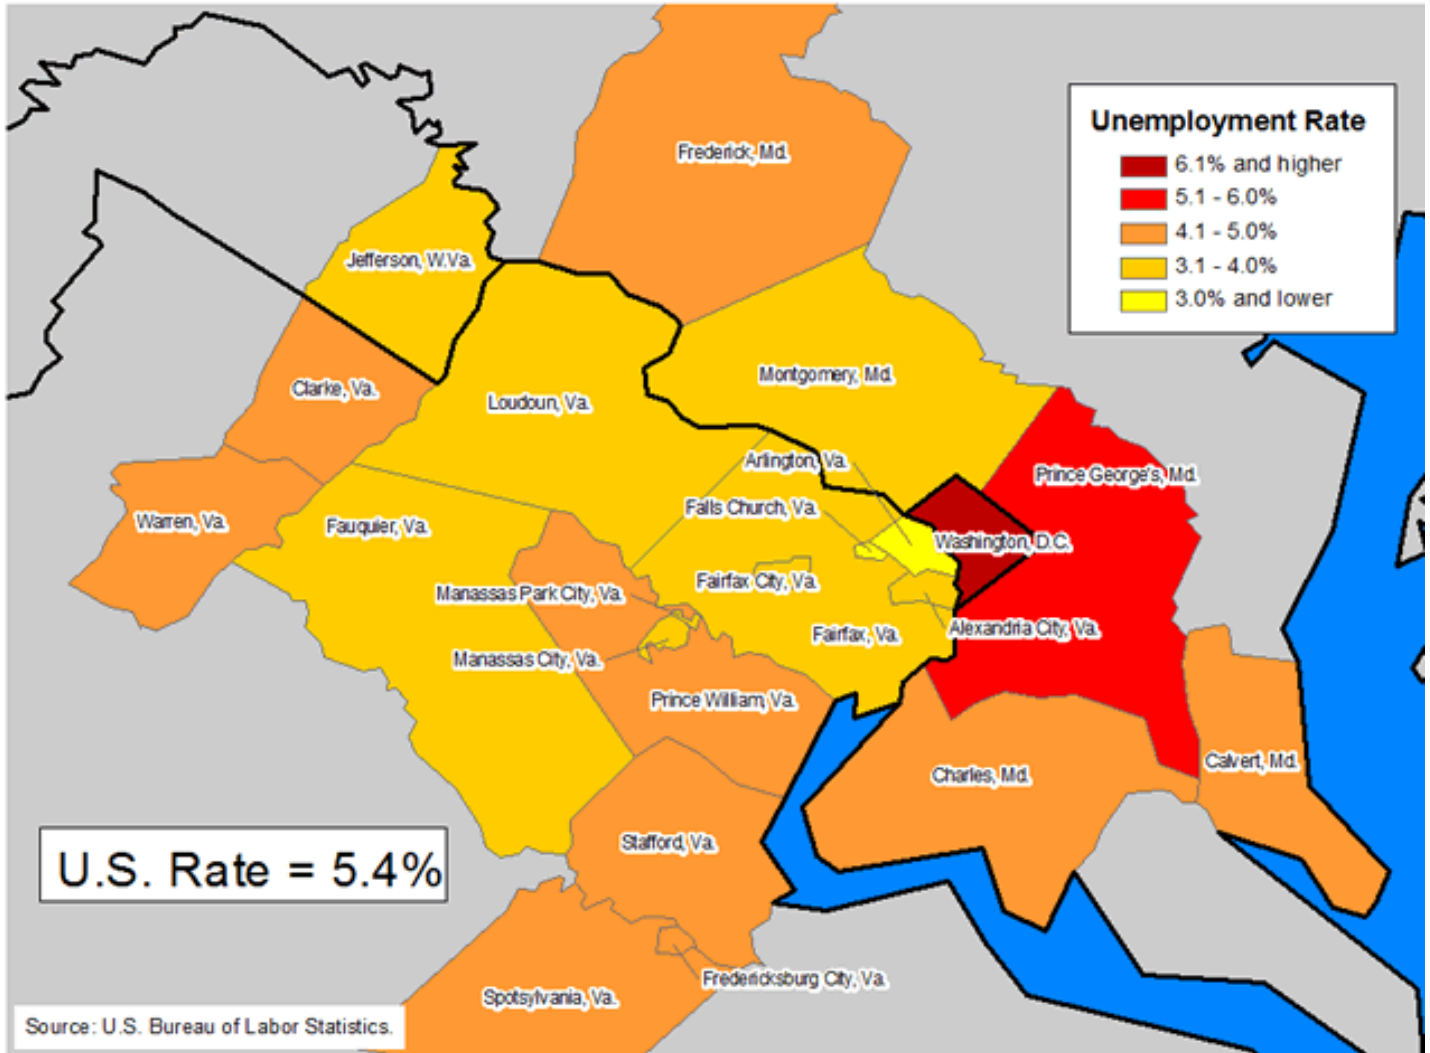 Frederick, Md.
Unemployment Rate
6.1% and higher
5.1 - 6.0%
4.1 - 5.0%
3.1 - 4.0%
3.0% and lower
Jefferson, W.Va.
Montgomery, Md.
Clarke, Va.
Loudoun, Va.
Arlington, Va.
Prince George's, Md.
Falls Church, Va.
Warren, Va.
Fauquier, Va.
Washington, D.C.
Fairfax City, Va.
Manassas Park City, Va.
Fairfax, Va.
Alexandria City, Va.
Manassas City, Va.
Prince William, Va.
Calvert, Md.
Charles, Md.
Stafford, Va.
U.S. Rate = 5.4%
Fredericksburg City, Va.
Spotsylvania, Va.
Source: U.S. Bureau of Labor Statistics.